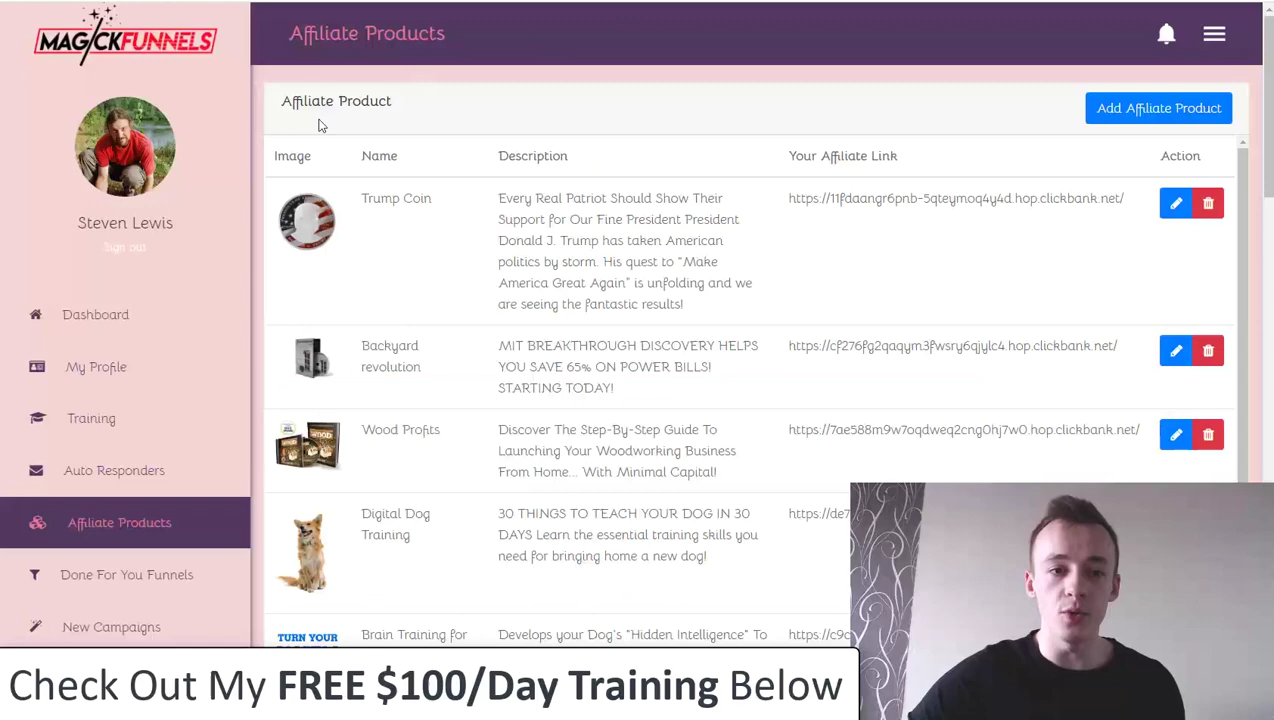 MAGICKFUNNELS
Affiliate Products
Affiliate Product
Add Affiliate Product
Image Name Description Your Affiliate Link Action
Steven Lewis
Sign out
Dashboard
My Profile
Training
Auto Responders
Affiliate Products
Done For You Funnels
New Campaigns
Trump Coin
Every Real Patriot Should Show Their
Support for Our Fine President President
Donald J. Trump has taken American
politics by storm. His quest to "Make
America Great Again" is unfolding and we
are seeing the fantastic results!
https://11fdaangr6pnb-5qteymoq4y4d.hop.clickbank.net/
Backyard
revolution
MIT BREAKTHROUGH DISCOVERY HELPS
YOU SAVE 65% ON POWER BILLS!
STARTING TODAY!
https://cf276fg2qaqym3fwsry6qjylc4.hop.clickbank.net/
Wood Profits
Discover The Step-By-Step Guide To
Launching Your Woodworking Business
From Home... With Minimal Capital!
https://7ae588m9w7oqdweq2cng0hj7w0.hop.clickbank.net/
Digital Dog
Training
30 THINGS TO TEACH YOUR DOG IN 30
DAYS Learn the essential training skills you
need for bringing home a new dog!
https://de7
TURN YOUR
Brain Training for
Develops your Dog's "Hidden Intelligence" To
https://c9c
Check Out My FREE $100/Day Training Below